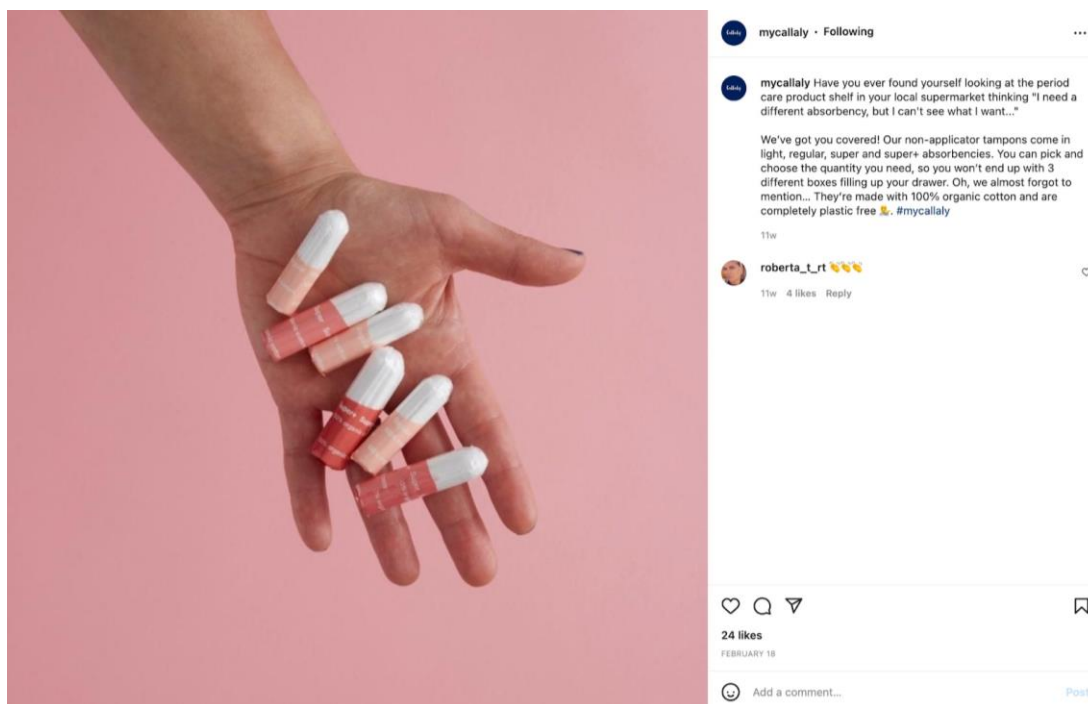 mycallaly • Following
mycallaly Have you ever found yourself looking at the period
care product shelf in your local supermarket thinking "I need a
different absorbency, but I can't see what I want..."
We've got you covered! Our non-applicator tampons come in
light, regular, super and super+ absorbencies. You can pick and
choose the quantity you need, so you won't end up with 3
different boxes filling up your drawer. Oh, we almost forgot to
mention... They're made with 100% organic cotton and are
completely plastic free 🧏‍♀️. #mycallaly
11w
roberta_t_rt 👏👏👏
11w 4 likes Reply
24 likes
FEBRUARY 18
Add a comment...
Post